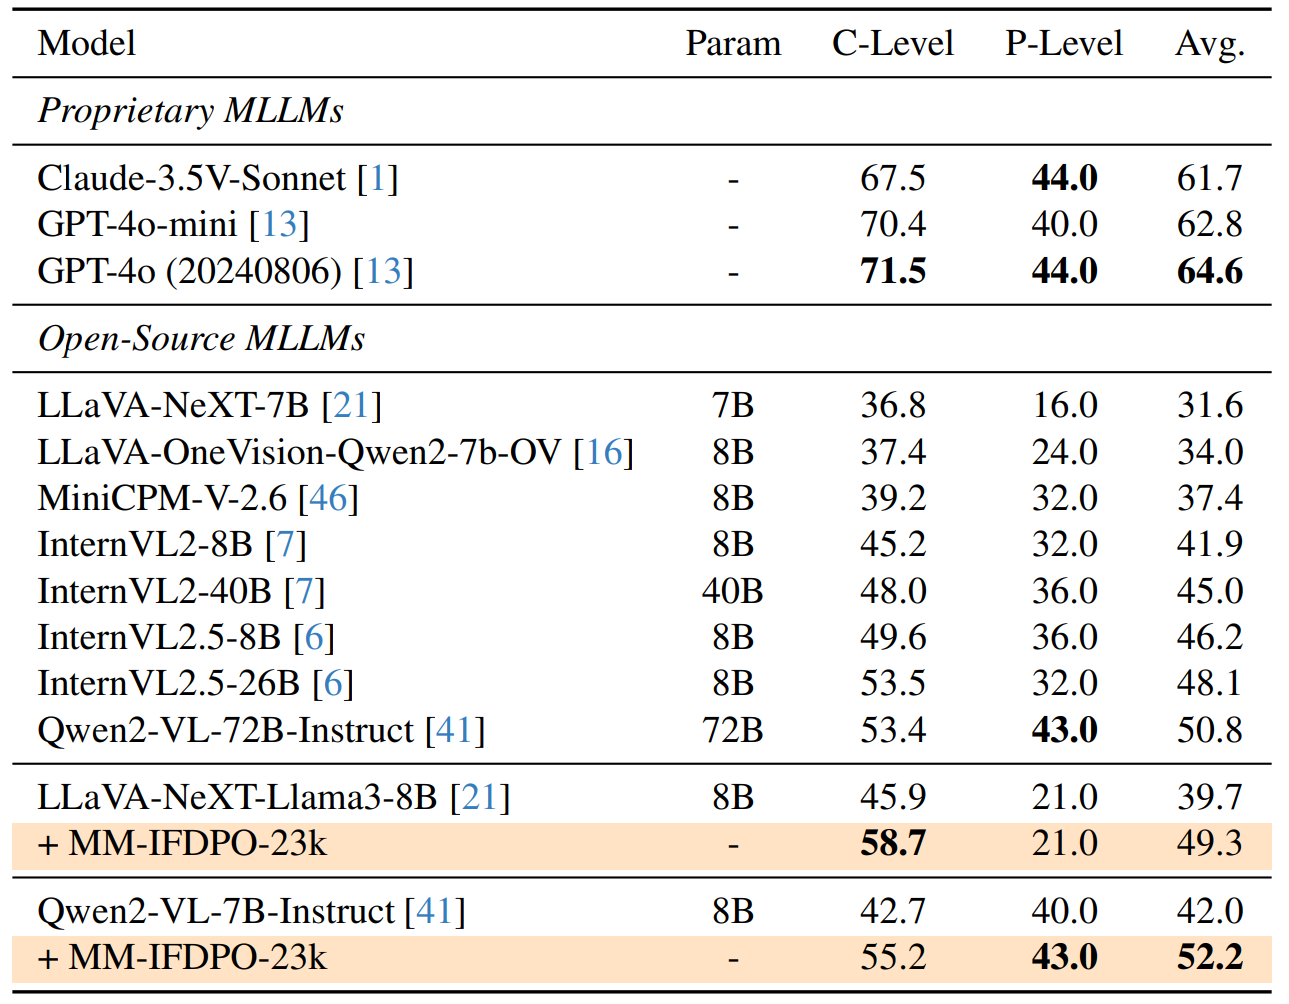 Model Param C-Level P-Level Avg.
Proprietary MLLMs
Claude-3.5V-Sonnet [1] - 67.5 44.0 61.7
GPT-4o-mini [13] - 70.4 40.0 62.8
GPT-4o (20240806) [13] - 71.5 44.0 64.6
Open-Source MLLMs
LLaVA-NeXT-7B [21] 7B 36.8 16.0 31.6
LLaVA-OneVision-Qwen2-7b-OV [16] 8B 37.4 24.0 34.0
MiniCPM-V-2.6 [46] 8B 39.2 32.0 37.4
InternVL2-8B [7] 8B 45.2 32.0 41.9
InternVL2-40B [7] 40B 48.0 36.0 45.0
InternVL2.5-8B [6] 8B 49.6 36.0 46.2
InternVL2.5-26B [6] 8B 53.5 32.0 48.1
Qwen2-VL-72B-Instruct [41] 72B 53.4 43.0 50.8
LLaVA-NeXT-Llama3-8B [21] 8B 45.9 21.0 39.7
+ MM-IFDPO-23k - 58.7 21.0 49.3
Qwen2-VL-7B-Instruct [41] 8B 42.7 40.0 42.0
+ MM-IFDPO-23k - 55.2 43.0 52.2